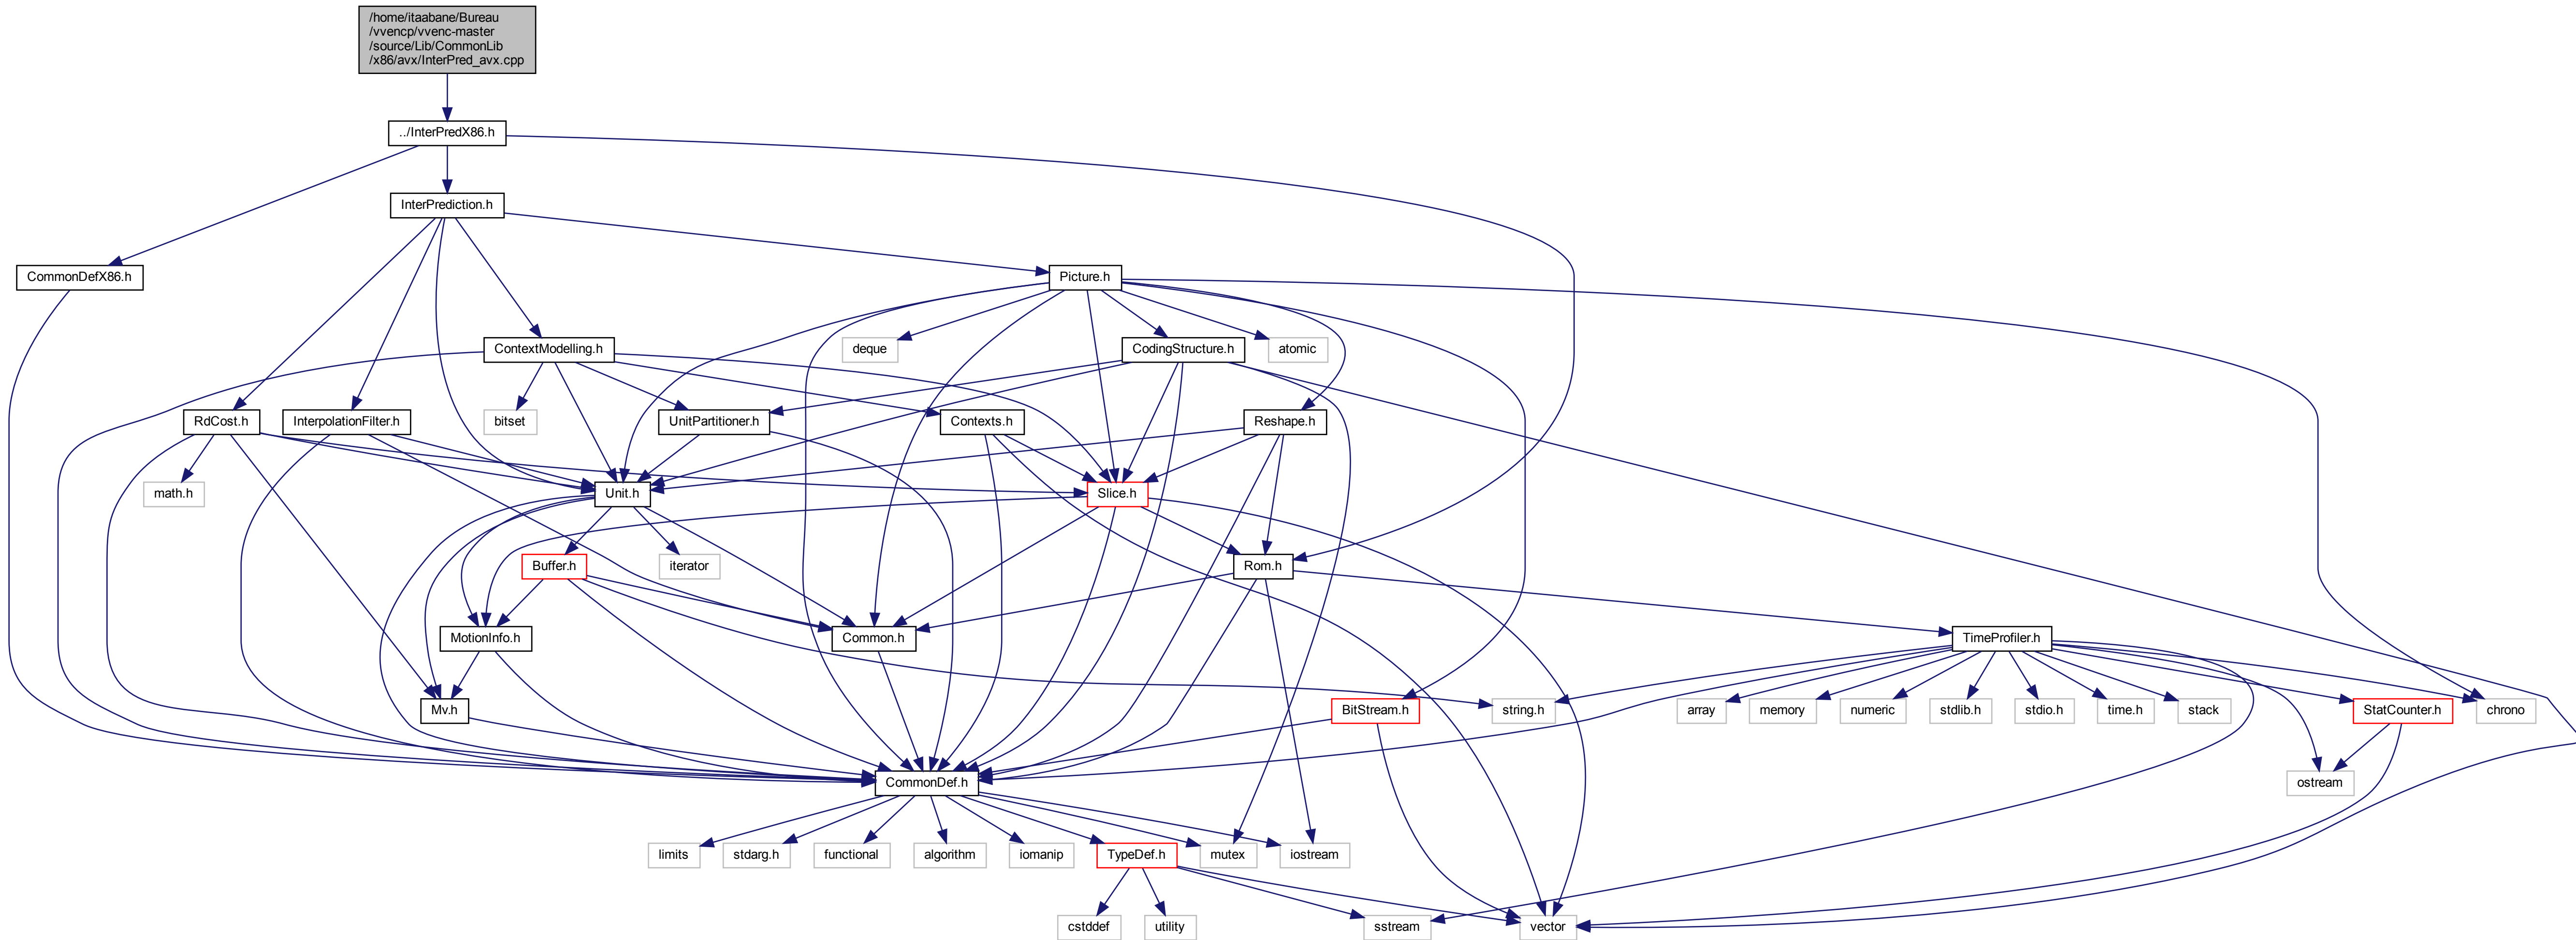 /home/itaabane/Bureau
/vvencp/vvenc-master
/source/Lib/CommonLib
/x86/avx/InterPred_avx.cpp
../InterPredX86.h
InterPrediction.h
CommonDefX86.h
Picture.h
ContextModelling.h
deque
CodingStructure.h
atomic
RdCost.h
InterpolationFilter.h
bitset
UnitPartitioner.h
Contexts.h
Reshape.h
math.h
Unit.h
Slice.h
Buffer.h
iterator
Rom.h
MotionInfo.h
Common.h
TimeProfiler.h
Mv.h
BitStream.h
string.h
array
memory
numeric
stdlib.h
stdio.h
time.h
stack
StatCounter.h
chrono
CommonDef.h
ostream
limits
stdarg.h
functional
algorithm
iomanip
TypeDef.h
mutex
iostream
cstddef
utility
sstream
vector